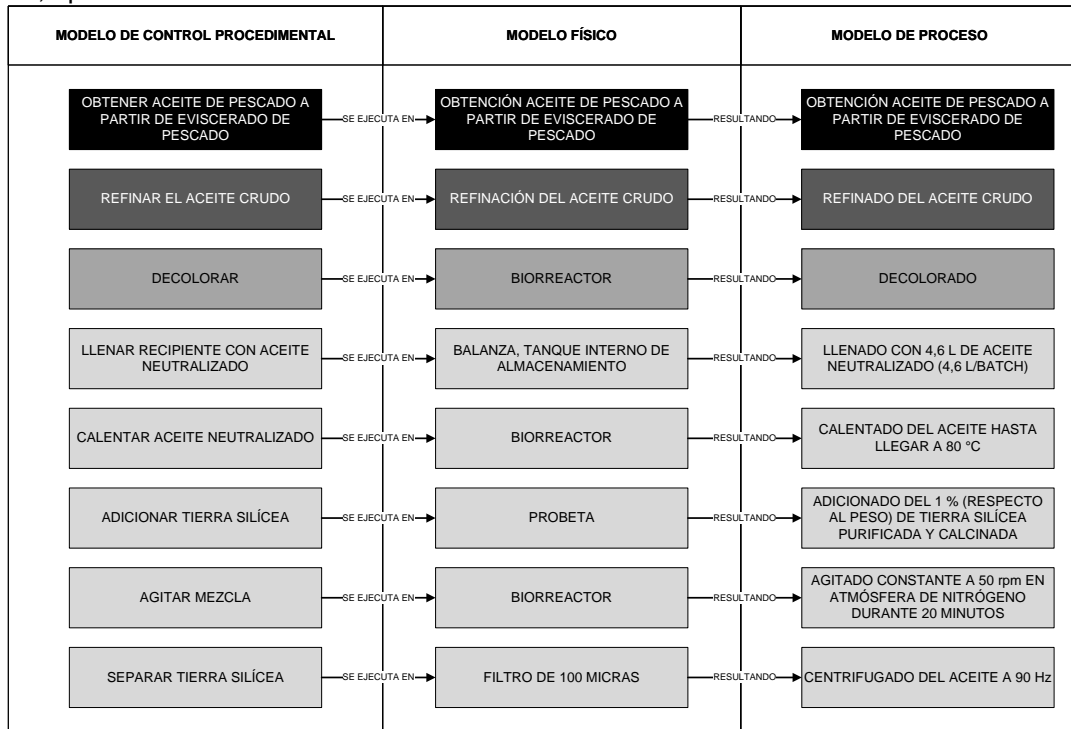 MODELO DE CONTROL PROCEDIMENTAL
MODELO FÍSICO
MODELO DE PROCESO
OBTENER ACEITE DE PESCADO A
PARTIR DE EVISCERADO DE
PESCADO
SE EJECUTA EN
OBTENCIÓN ACEITE DE PESCADO A
PARTIR DE EVISCERADO DE
PESCADO
RESULTANDO
OBTENCIÓN ACEITE DE PESCADO A
PARTIR DE EVISCERADO DE
PESCADO
REFINAR EL ACEITE CRUDO
SE EJECUTA EN
REFINACIÓN DEL ACEITE CRUDO
RESULTANDO
REFINADO DEL ACEITE CRUDO
DECOLORAR
SE EJECUTA EN
BIORREACTOR
RESULTANDO
DECOLORADO
LLENAR RECIPIENTE CON ACEITE
NEUTRALIZADO
SE EJECUTA EN
BALANZA, TANQUE INTERNO DE
ALMACENAMIENTO
RESULTANDO
LLENADO CON 4,6 L DE ACEITE
NEUTRALIZADO (4,6 L/BATCH)
CALENTAR ACEITE NEUTRALIZADO
SE EJECUTA EN
BIORREACTOR
RESULTANDO
CALENTADO DEL ACEITE HASTA
LLEGAR A 80 °C
ADICIONAR TIERRA SILÍCEA
SE EJECUTA EN
PROBETA
RESULTANDO
ADICIONADO DEL 1 % (RESPECTO
AL PESO) DE TIERRA SILÍCEA
PURIFICADA Y CALCINADA
AGITAR MEZCLA
SE EJECUTA EN
BIORREACTOR
RESULTANDO
AGITADO CONSTANTE A 50 rpm EN
ATMÓSFERA DE NITRÓGENO
DURANTE 20 MINUTOS
SEPARAR TIERRA SILÍCEA
SE EJECUTA EN
FILTRO DE 100 MICRAS
RESULTANDO
CENTRIFUGADO DEL ACEITE A 90 Hz